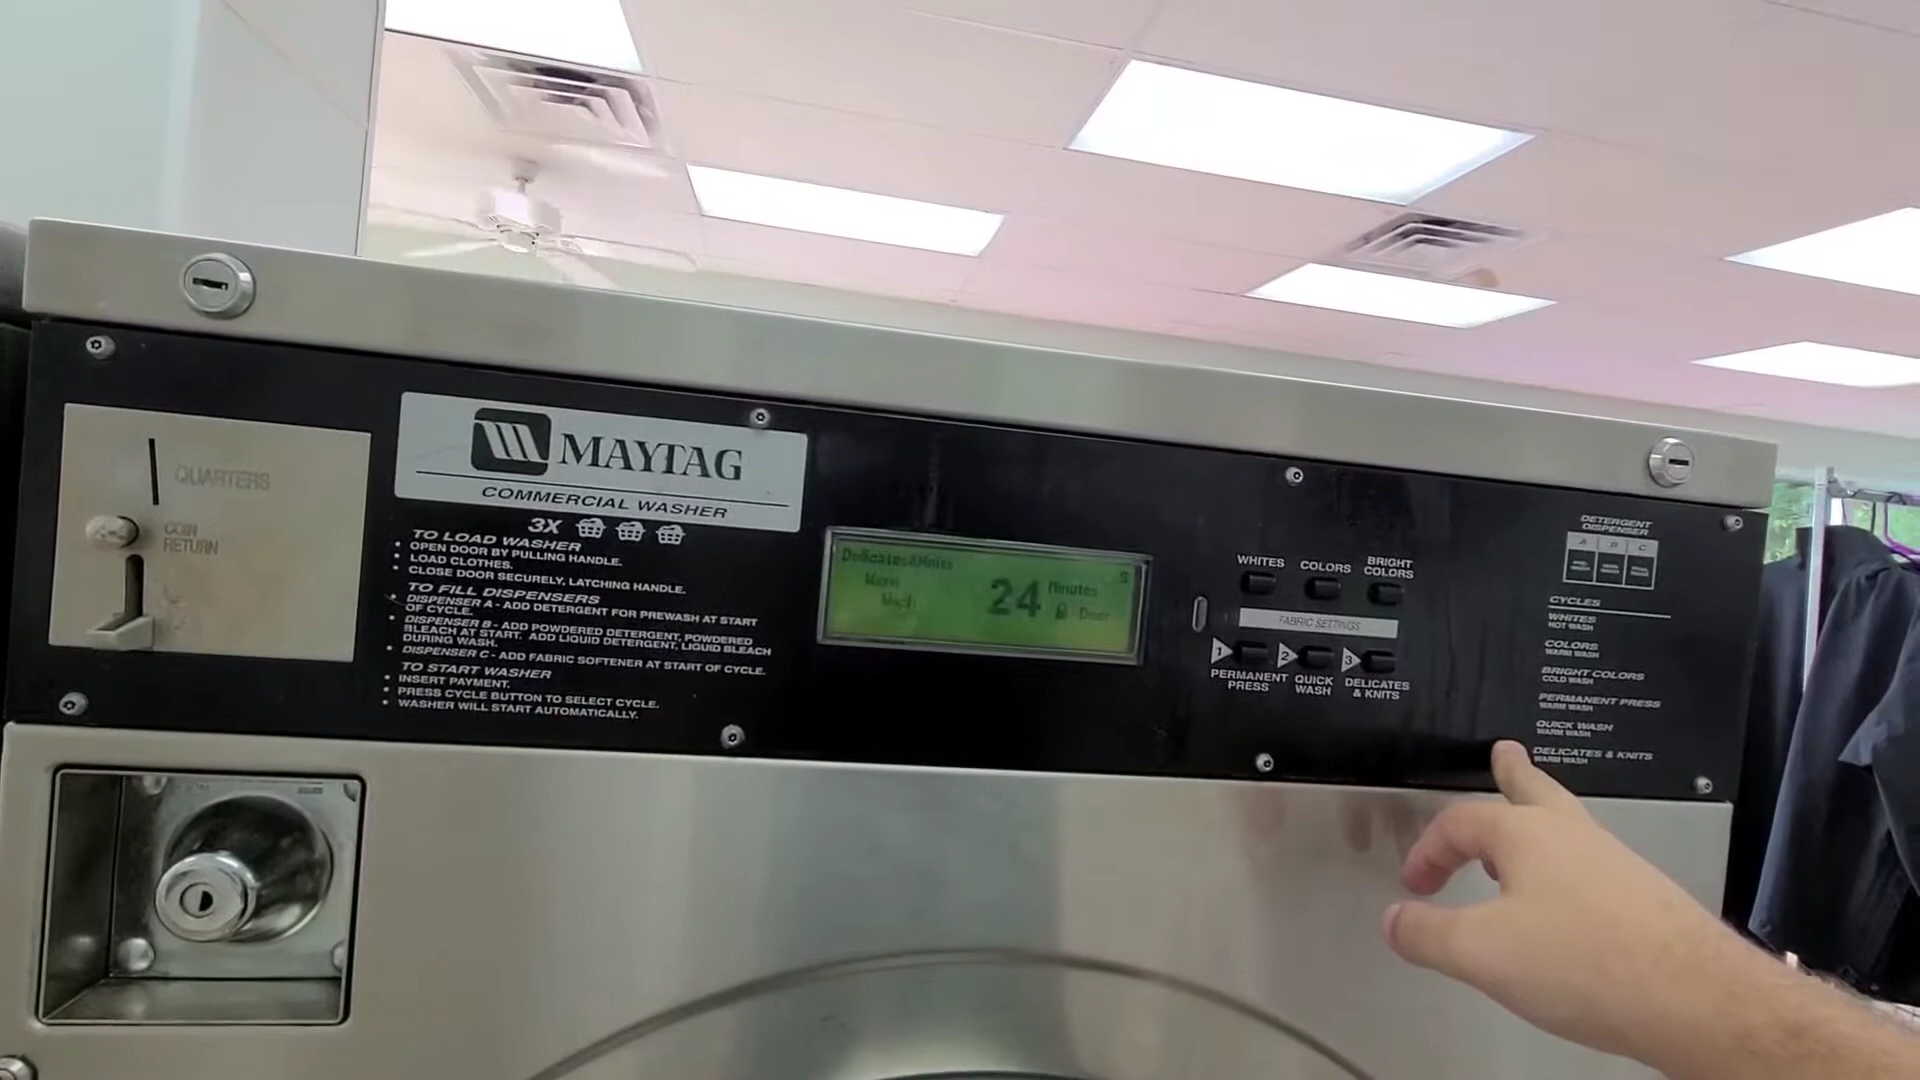 QUARTERS
COIN
RETURN
MAYTAG
COMMERCIAL WASHER
3X
TO LOAD WASHER
• OPEN DOOR BY PULLING HANDLE.
• LOAD CLOTHES.
• CLOSE DOOR SECURELY, LATCHING HANDLE.
TO FILL DISPENSERS
• DISPENSER A - ADD DETERGENT FOR PREWASH AT START
OF CYCLE.
• DISPENSER B - ADD POWDERED DETERGENT, POWDERED
BLEACH AT START. ADD LIQUID DETERGENT, LIQUID BLEACH
DURING WASH.
• DISPENSER C - ADD FABRIC SOFTENER AT START OF CYCLE.
TO START WASHER
• INSERT PAYMENT.
• PRESS CYCLE BUTTON TO SELECT CYCLE.
• WASHER WILL START AUTOMATICALLY.
Delicates&Knits S
Warm
Wash
24 Minutes
Door
WHITES
COLORS
BRIGHT
COLORS
FABRIC SETTINGS
1
2
3
PERMANENT
PRESS
QUICK
WASH
DELICATES
& KNITS
DETERGENT
DISPENSER
A B C
CYCLES
WHITES
HOT WASH
COLORS
WARM WASH
BRIGHT COLORS
COLD WASH
PERMANENT PRESS
WARM WASH
QUICK WASH
WARM WASH
DELICATES & KNITS
WARM WASH